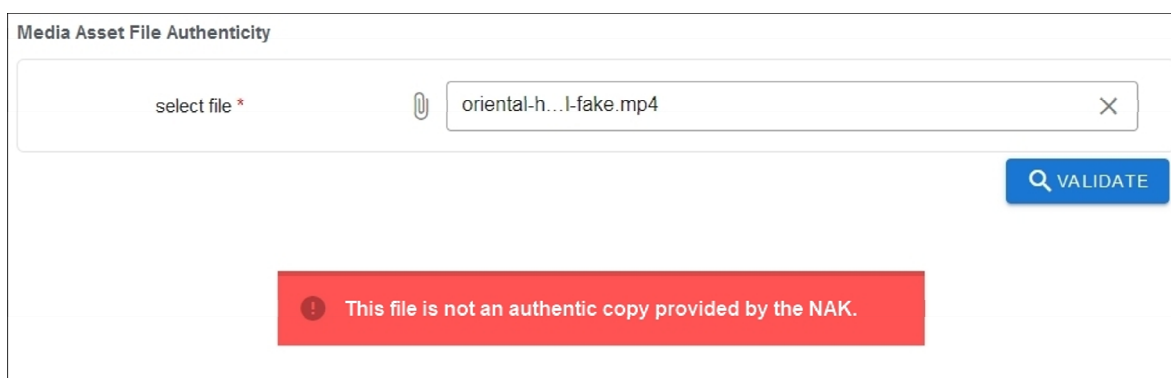 Media Asset File Authenticity
select file *
oriental-h...l-fake.mp4
VALIDATE
This file is not an authentic copy provided by the NAK.